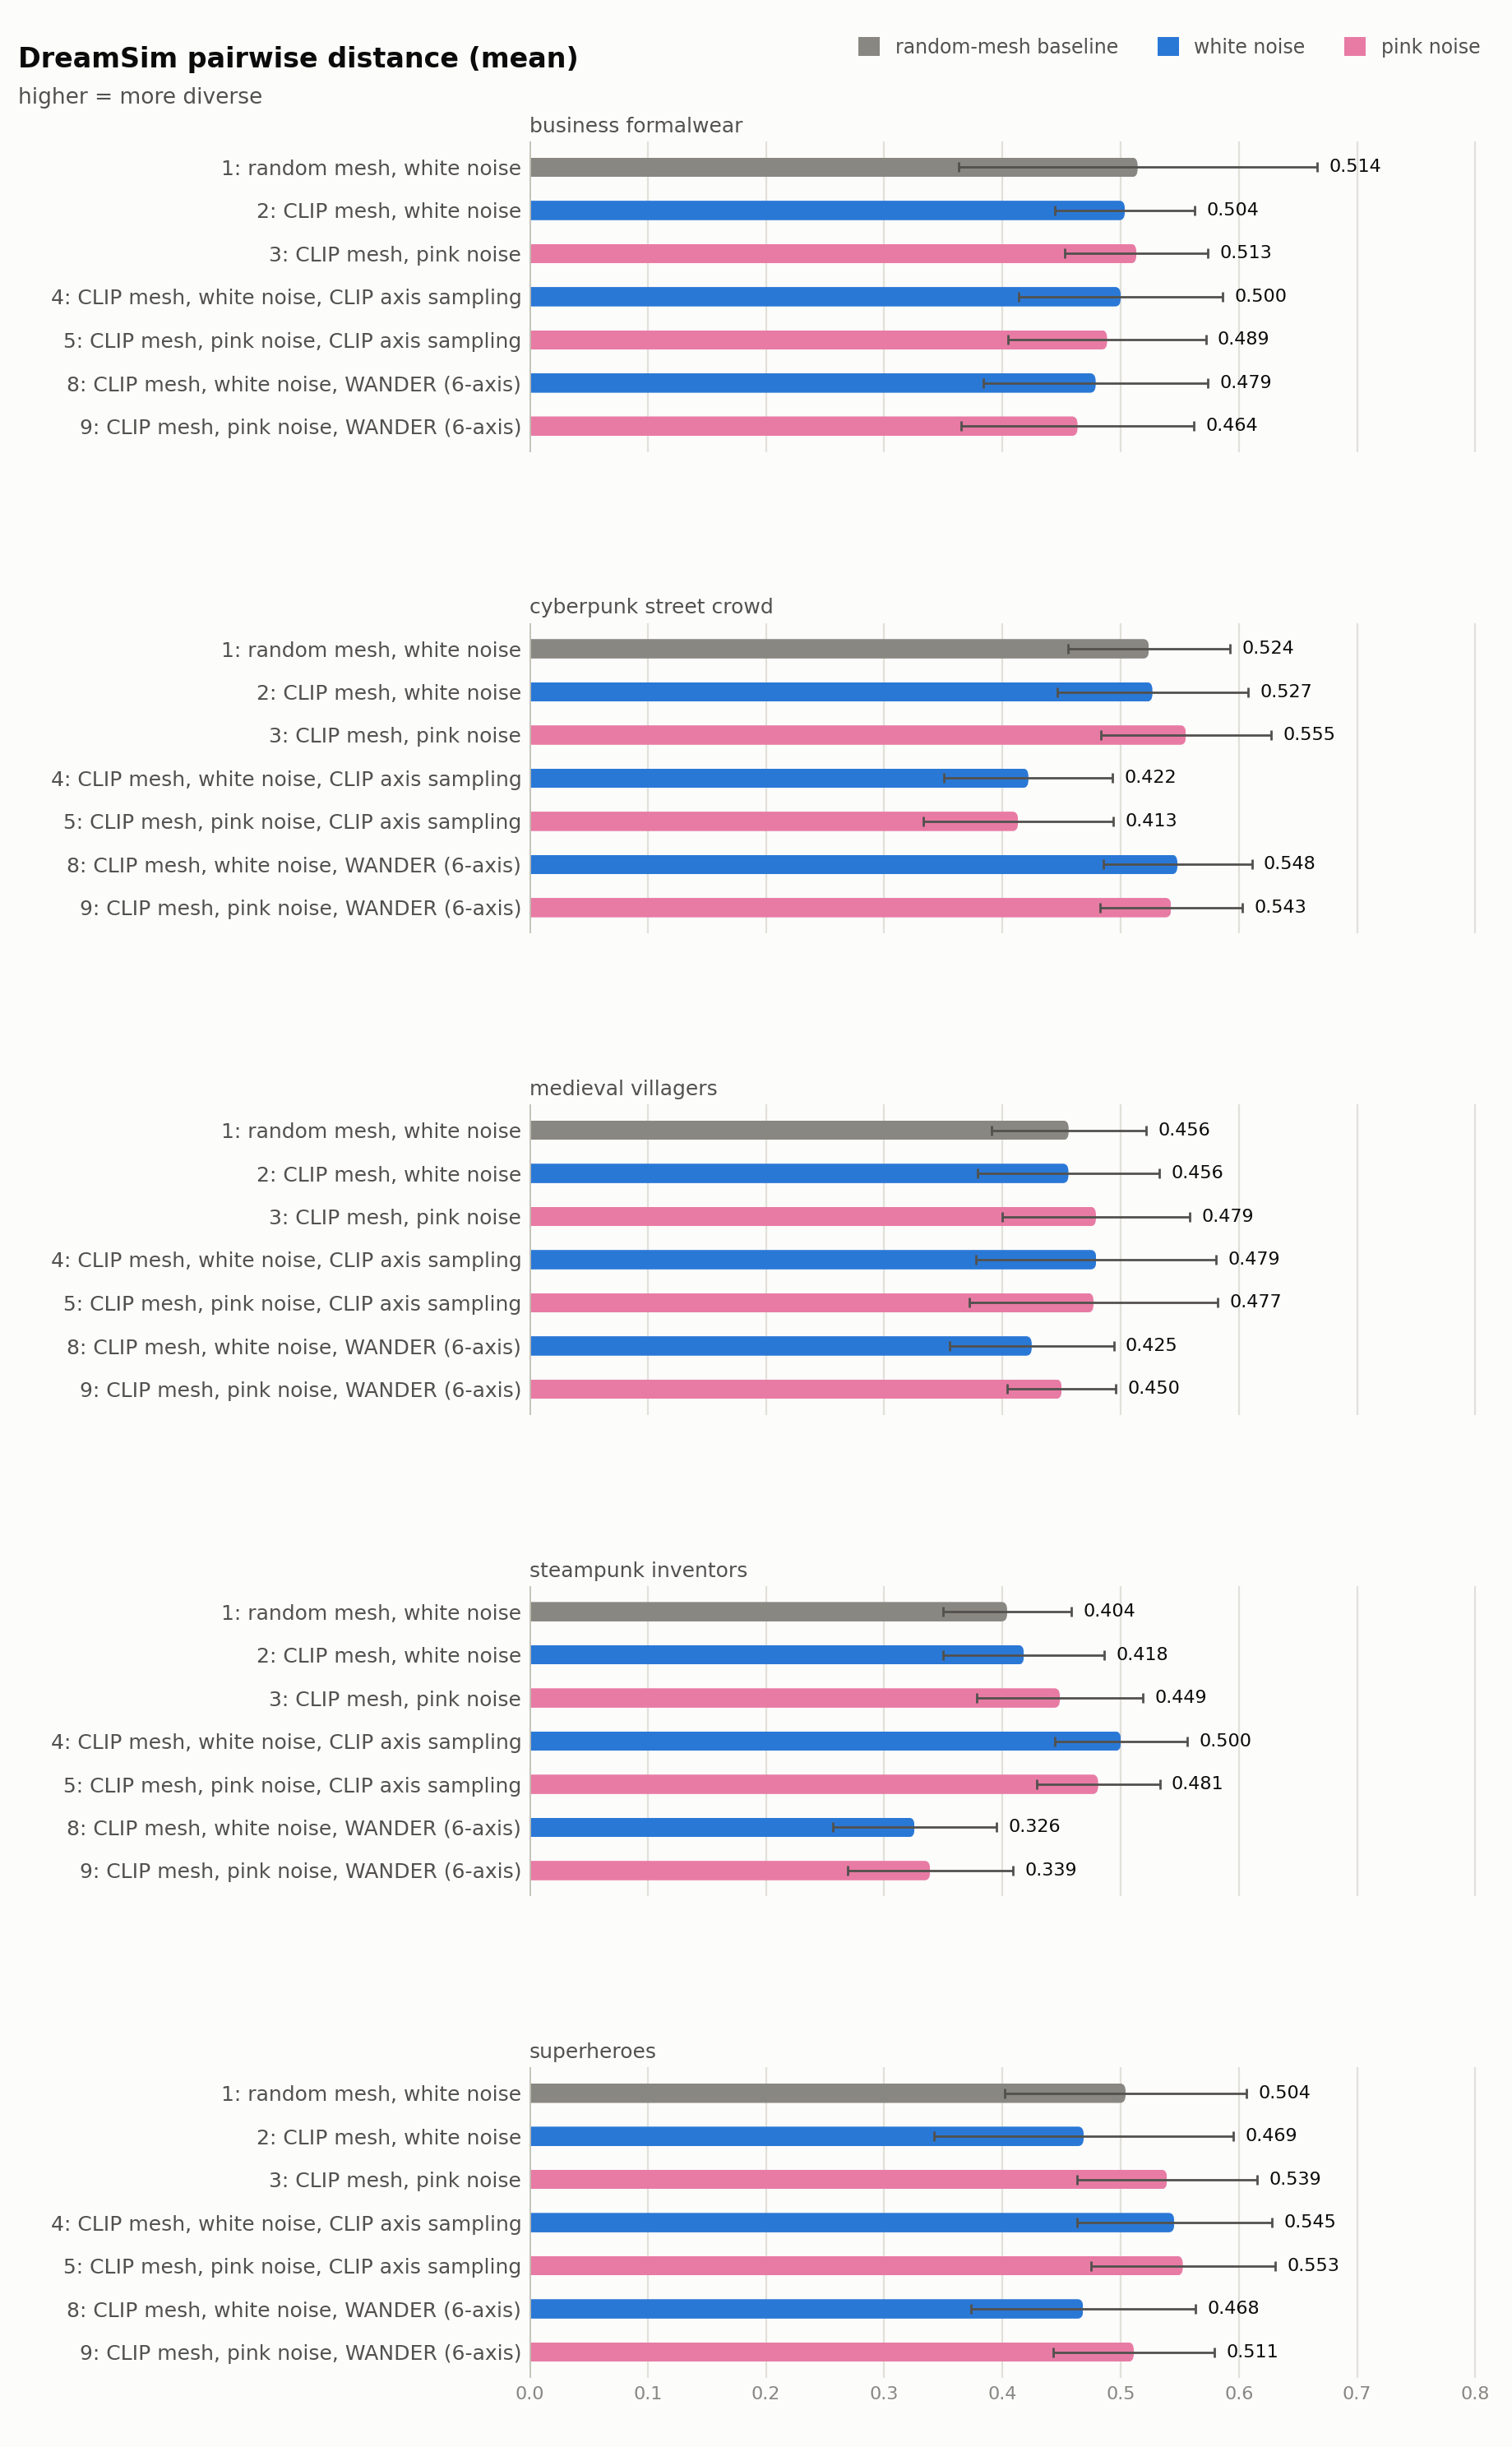 DreamSim pairwise distance (mean)
random-mesh baseline white noise pink noise
higher = more diverse
business formalwear
1: random mesh, white noise 0.514
2: CLIP mesh, white noise 0.504
3: CLIP mesh, pink noise 0.513
4: CLIP mesh, white noise, CLIP axis sampling 0.500
5: CLIP mesh, pink noise, CLIP axis sampling 0.489
8: CLIP mesh, white noise, WANDER (6-axis) 0.479
9: CLIP mesh, pink noise, WANDER (6-axis) 0.464
cyberpunk street crowd
1: random mesh, white noise 0.524
2: CLIP mesh, white noise 0.527
3: CLIP mesh, pink noise 0.555
4: CLIP mesh, white noise, CLIP axis sampling 0.422
5: CLIP mesh, pink noise, CLIP axis sampling 0.413
8: CLIP mesh, white noise, WANDER (6-axis) 0.548
9: CLIP mesh, pink noise, WANDER (6-axis) 0.543
medieval villagers
1: random mesh, white noise 0.456
2: CLIP mesh, white noise 0.456
3: CLIP mesh, pink noise 0.479
4: CLIP mesh, white noise, CLIP axis sampling 0.479
5: CLIP mesh, pink noise, CLIP axis sampling 0.477
8: CLIP mesh, white noise, WANDER (6-axis) 0.425
9: CLIP mesh, pink noise, WANDER (6-axis) 0.450
steampunk inventors
1: random mesh, white noise 0.404
2: CLIP mesh, white noise 0.418
3: CLIP mesh, pink noise 0.449
4: CLIP mesh, white noise, CLIP axis sampling 0.500
5: CLIP mesh, pink noise, CLIP axis sampling 0.481
8: CLIP mesh, white noise, WANDER (6-axis) 0.326
9: CLIP mesh, pink noise, WANDER (6-axis) 0.339
superheroes
1: random mesh, white noise 0.504
2: CLIP mesh, white noise 0.469
3: CLIP mesh, pink noise 0.539
4: CLIP mesh, white noise, CLIP axis sampling 0.545
5: CLIP mesh, pink noise, CLIP axis sampling 0.553
8: CLIP mesh, white noise, WANDER (6-axis) 0.468
9: CLIP mesh, pink noise, WANDER (6-axis) 0.511
0.0 0.1 0.2 0.3 0.4 0.5 0.6 0.7 0.8